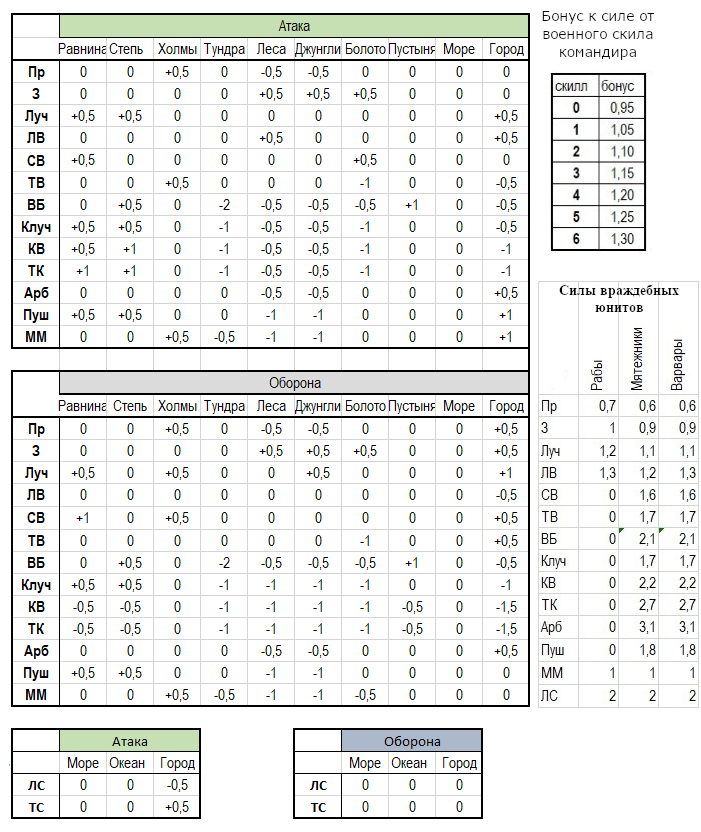 Атака
Равнина Степь Холмы Тундра Леса Джунгли Болото Пустыня Море Город
Пр 0 0 +0,5 0 -0,5 -0,5 0 0 0 0
З 0 0 0 0 +0,5 +0,5 +0,5 0 0 0
Луч +0,5 +0,5 0 0 0 0 0 0 0 +0,5
ЛВ 0 0 0 0 +0,5 0 0 0 0 +0,5
СВ +0,5 0 0 0 0 0 +0,5 0 0 0
ТВ 0 0 +0,5 0 0 0 -1 0 0 -0,5
ВБ 0 +0,5 0 -2 -0,5 -0,5 -0,5 +1 0 -0,5
Клуч +0,5 +0,5 0 -1 -0,5 -0,5 -1 0 0 -0,5
КВ +0,5 +1 0 -1 -0,5 -0,5 -1 0 0 -1
ТК +1 +1 0 -1 -0,5 -0,5 -1 0 0 -1
Арб 0 0 0 0 -0,5 -0,5 0 0 0 +0,5
Пуш +0,5 +0,5 0 0 -1 -1 0 0 0 +1
ММ 0 0 +0,5 -0,5 -1 -1 0 0 0 +1
Бонус к силе от
военного скила
командира
скилл бонус
0 0,95
1 1,05
2 1,10
3 1,15
4 1,20
5 1,25
6 1,30
Оборона
Равнина Степь Холмы Тундра Леса Джунгли Болото Пустыня Море Город
Пр 0 0 +0,5 0 -0,5 -0,5 0 0 0 +0,5
З 0 0 0 0 +0,5 +0,5 +0,5 0 0 +0,5
Луч +0,5 0 +0,5 0 0 +0,5 0 0 0 +1
ЛВ 0 0 0 0 0 0 0 0 0 -0,5
СВ +1 0 +0,5 0 0 0 0 0 0 +0,5
ТВ 0 0 0 0 0 0 -1 0 0 +0,5
ВБ 0 +0,5 0 -2 -0,5 -0,5 -0,5 +1 0 -0,5
Клуч +0,5 +0,5 0 -1 -1 -1 -1 0 0 -1
КВ -0,5 -0,5 0 -1 -1 -1 -1 -0,5 0 -1,5
ТК -0,5 -0,5 0 -1 -1 -1 -1 -0,5 0 -1,5
Арб 0 0 0 0 -0,5 -0,5 0 0 0 +0,5
Пуш +0,5 +0,5 0 0 -1 -1 0 0 0 0
ММ 0 0 +0,5 -0,5 -1 -1 -0,5 0 0 0
Силы враждебных
юнитов
Рабы Мятежники Варвары
Пр 0,7 0,6 0,6
З 1 0,9 0,9
Луч 1,2 1,1 1,1
ЛВ 1,3 1,2 1,3
СВ 0 1,6 1,6
ТВ 0 1,7 1,7
ВБ 0 2,1 2,1
Клуч 0 1,7 1,7
КВ 0 2,2 2,2
ТК 0 2,7 2,7
Арб 0 3,1 3,1
Пуш 0 1,8 1,8
ММ 1 1 1
ЛС 2 2 2
Атака
Море Океан Город
ЛС 0 0 -0,5
ТС 0 0 +0,5
Оборона
Море Океан Город
ЛС 0 0 0
ТС 0 0 0